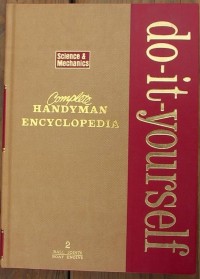 Science &
Mechanics
Complete
HANDYMAN
ENCYCLOPEDIA
do-it-yourself
2